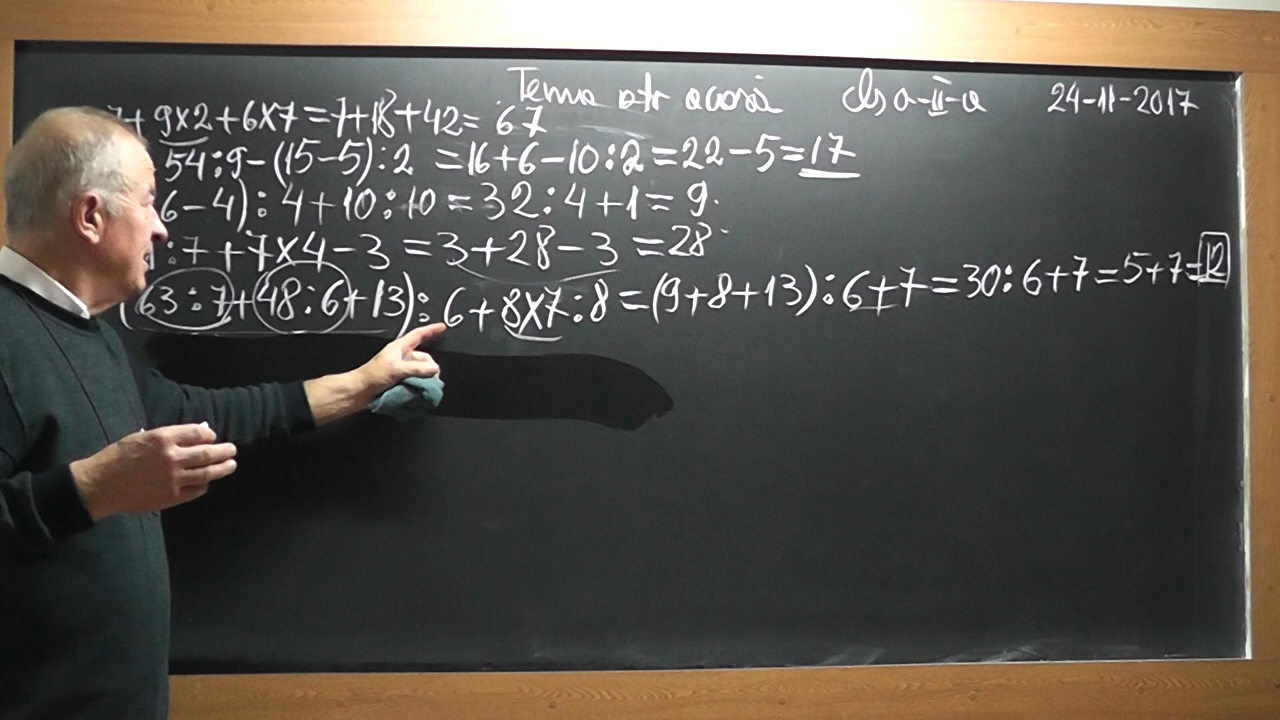 Tema ptr acasă cls a-II-a 24-11-2017
7+9x2+6x7=7+18+42=67
54:9-(15-5):2=16+6-10:2=22-5=17
6-4):4+10:10=32:4+1=9.
:7+7x4-3=3+28-3=28
(63:7+48:6+13):6+8x7:8=(9+8+13):6+7=30:6+7=5+7=12